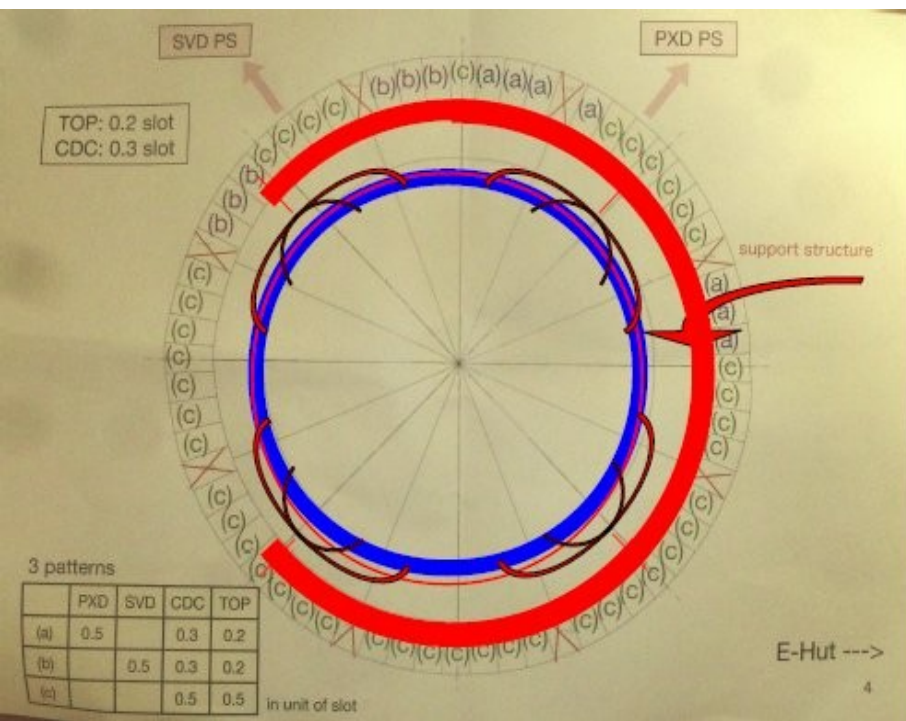 SVD PS
PXD PS
TOP: 0.2 slot
CDC: 0.3 slot
(b)(b)(b)(c)(a)(a)(a)
(a)(c)(c)(c)(c)(c)(c)
(a)(a)(a)(c)(c)(c)(c)
(c)(c)(c)(c)(c)(c)(c)
(c)(c)(c)(c)(c)(c)(c)
(c)(c)(c)(c)(c)(c)(c)
(c)(c)(c)(c)(c)(c)(c)
(b)(b)(b)(c)(c)(c)(c)
support structure
3 patterns
PXD SVD CDC TOP
(a) 0.5 0.3 0.2
(b) 0.5 0.3 0.2
(c) 0.5 0.5
in unit of slot
E-Hut --->
4